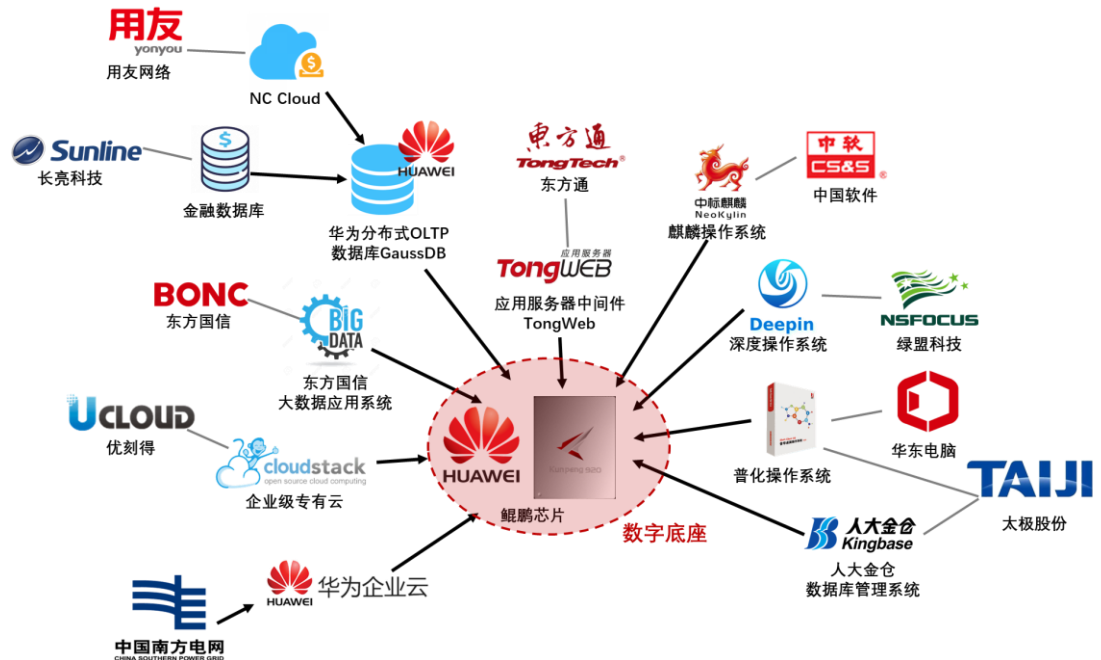 用友
yonyou
用友网络
NC Cloud
Sunline
长亮科技
金融数据库
HUAWEI
华为分布式OLTP
数据库GaussDB
東方通
TongTech®
东方通
应用服务器
TongWEB
应用服务器中间件
TongWeb
中标麒麟
NeoKylin
麒麟操作系统
中软
CS&S®
中国软件
BONC
东方国信
BIG
DATA
东方国信
大数据应用系统
Deepin
深度操作系统
NSFOCUS
绿盟科技
UCLOUD
优刻得
cloudstack
open source cloud computing
企业级专有云
HUAWEI
Kunpeng 920
鲲鹏芯片
数字底座
普化操作系统
华东电脑
TAIJI
太极股份
人大金仓
Kingbase
人大金仓
数据库管理系统
HUAWEI
华为企业云
中国南方电网
CHINA SOUTHERN POWER GRID